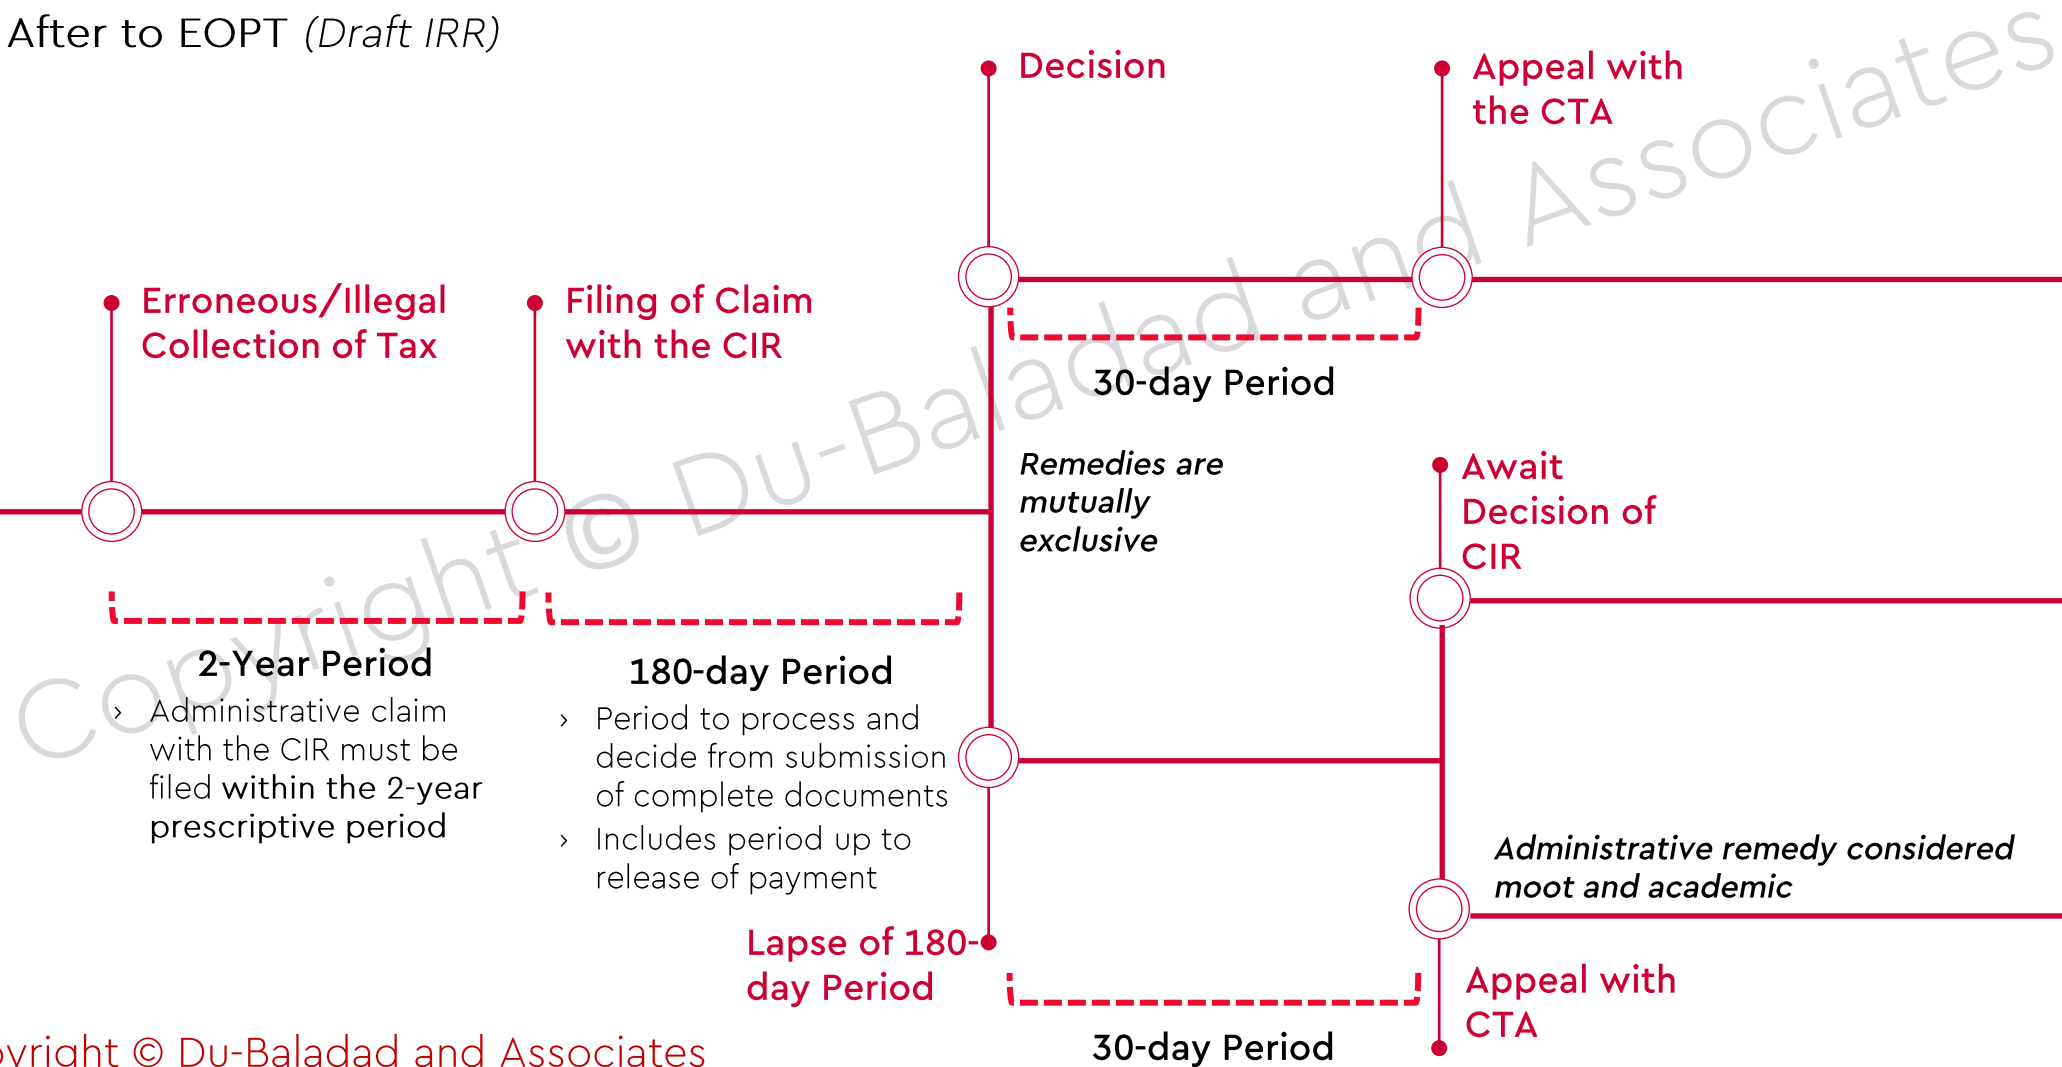 After to EOPT (Draft IRR)
Decision
Appeal with
the CTA
Erroneous/Illegal
Collection of Tax
Filing of Claim
with the CIR
30-day Period
Remedies are
mutually
exclusive
Await
Decision of
CIR
2-Year Period
› Administrative claim
with the CIR must be
filed within the 2-year
prescriptive period
180-day Period
› Period to process and
decide from submission
of complete documents
› Includes period up to
release of payment
Lapse of 180-
day Period
30-day Period
Administrative remedy considered
moot and academic
Appeal with
CTA
Copyright © Du-Baladad and Associates
pyright © Du-Baladad and Associates